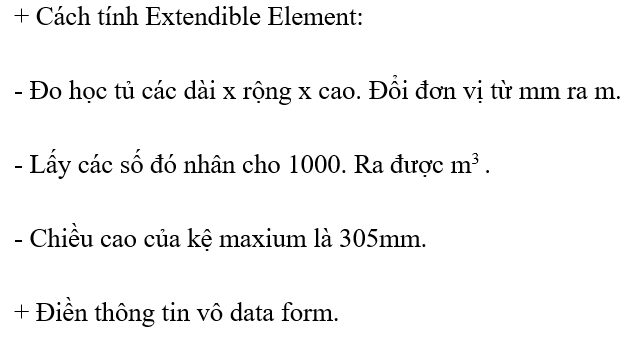 + Cách tính Extendible Element:
- Đo học tủ các dài x rộng x cao. Đổi đơn vị từ mm ra m.
- Lấy các số đó nhân cho 1000. Ra được m³ .
- Chiều cao của kệ maxium là 305mm.
+ Điền thông tin vô data form.